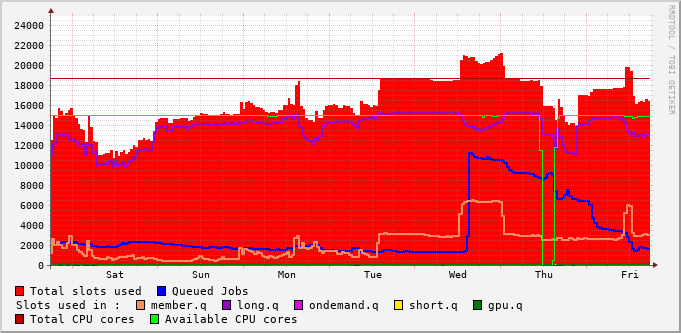 24000
22000
20000
18000
16000
14000
12000
10000
8000
6000
4000
2000
0
Sat Sun Mon Tue Wed Thu Fri
RRDTOOL / TOBI OETIKER
Total slots used Queued Jobs
Slots used in : member.q long.q ondemand.q short.q gpu.q
Total CPU cores Available CPU cores